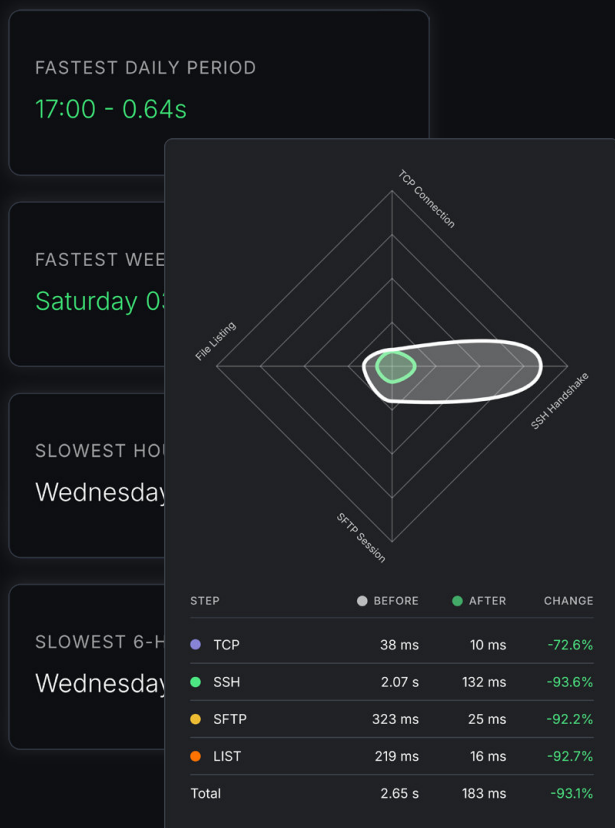 FASTEST DAILY PERIOD
17:00 - 0.64s
FASTEST WEE
Saturday 03
SLOWEST HOU
Wednesday
SLOWEST 6-H
Wednesday
TCP Connection
File Listing
SSH Handshake
SFTP Session
STEP BEFORE AFTER CHANGE
TCP 38 ms 10 ms -72.6%
SSH 2.07 s 132 ms -93.6%
SFTP 323 ms 25 ms -92.2%
LIST 219 ms 16 ms -92.7%
Total 2.65 s 183 ms -93.1%